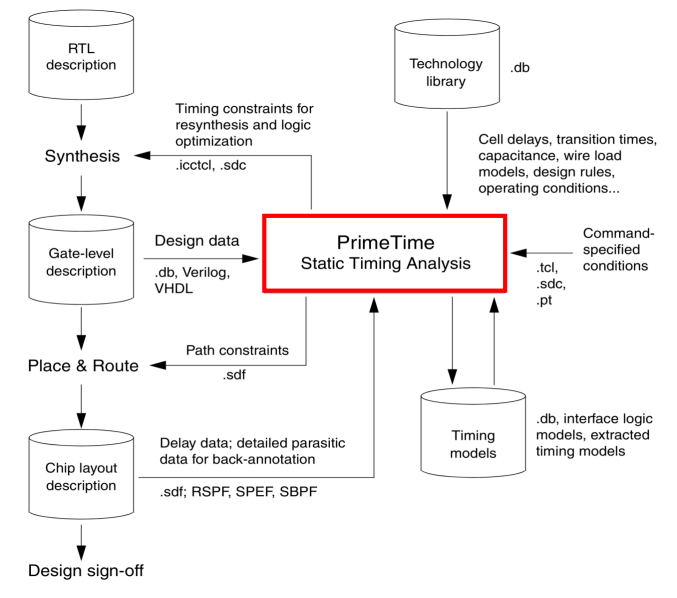 RTL
description
Technology
library
.db
Timing constraints for
resynthesis and logic
optimization
.icctcl, .sdc
Synthesis
Cell delays, transition times,
capacitance, wire load
models, design rules,
operating conditions...
Gate-level
description
Design data
.db, Verilog,
VHDL
PrimeTime
Static Timing Analysis
Command-
specified
conditions
.tcl,
.sdc,
.pt
Place & Route
Path constraints
.sdf
Chip layout
description
Delay data; detailed parasitic
data for back-annotation
.sdf; RSPF, SPEF, SBPF
Timing
models
.db, interface logic
models, extracted
timing models
Design sign-off